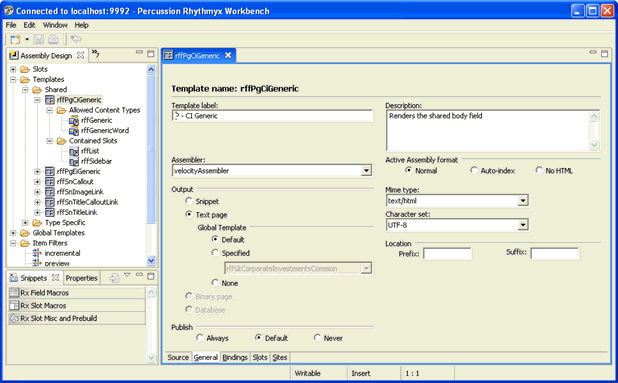 Connected to localhost:9992 - Percussion Rhythmyx Workbench
File Edit Window Help
Assembly Design
Slots
Templates
Shared
rffPgCiGeneric
Allowed Content Types
rffGeneric
rffGenericWord
Contained Slots
rffList
rffSidebar
rffPgEiGeneric
rffSnCallout
rffSnImageLink
rffSnTitleCalloutLink
rffSnTitleLink
Type Specific
Global Templates
Item Filters
incremental
preview
Snippets Properties
Rx Field Macros
Rx Slot Macros
Rx Slot Misc and Prebuild
rffPgCiGeneric
Template name: rffPgCiGeneric
Template label:
- CI Generic
Description:
Renders the shared body field
Assembler:
velocityAssembler
Active Assembly format
Normal Auto-index No HTML
Output
Snippet
Text page
Global Template
Default
Specified
rffGtCorporateInvestmentsCommon
None
Binary page
Database
Mime type:
text/html
Character set:
UTF-8
Location
Prefix: Suffix:
Publish
Always Default Never
Source General Bindings Slots Sites
Writable Insert 1 : 1